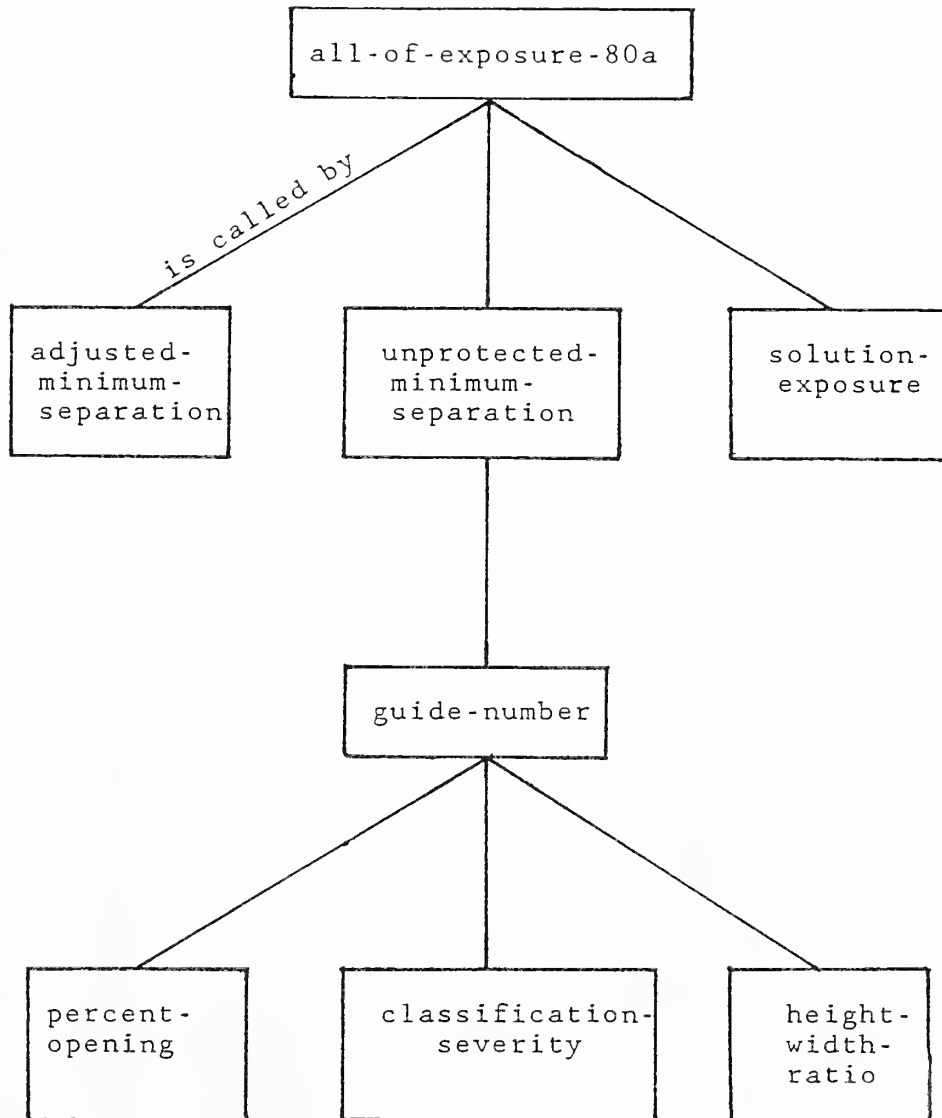 all-of-exposure-80a
is called by
adjusted-
minimum-
separation
unprotected-
minimum-
separation
solution-
exposure
guide-number
percent-
opening
classification-
severity
height-
width-
ratio